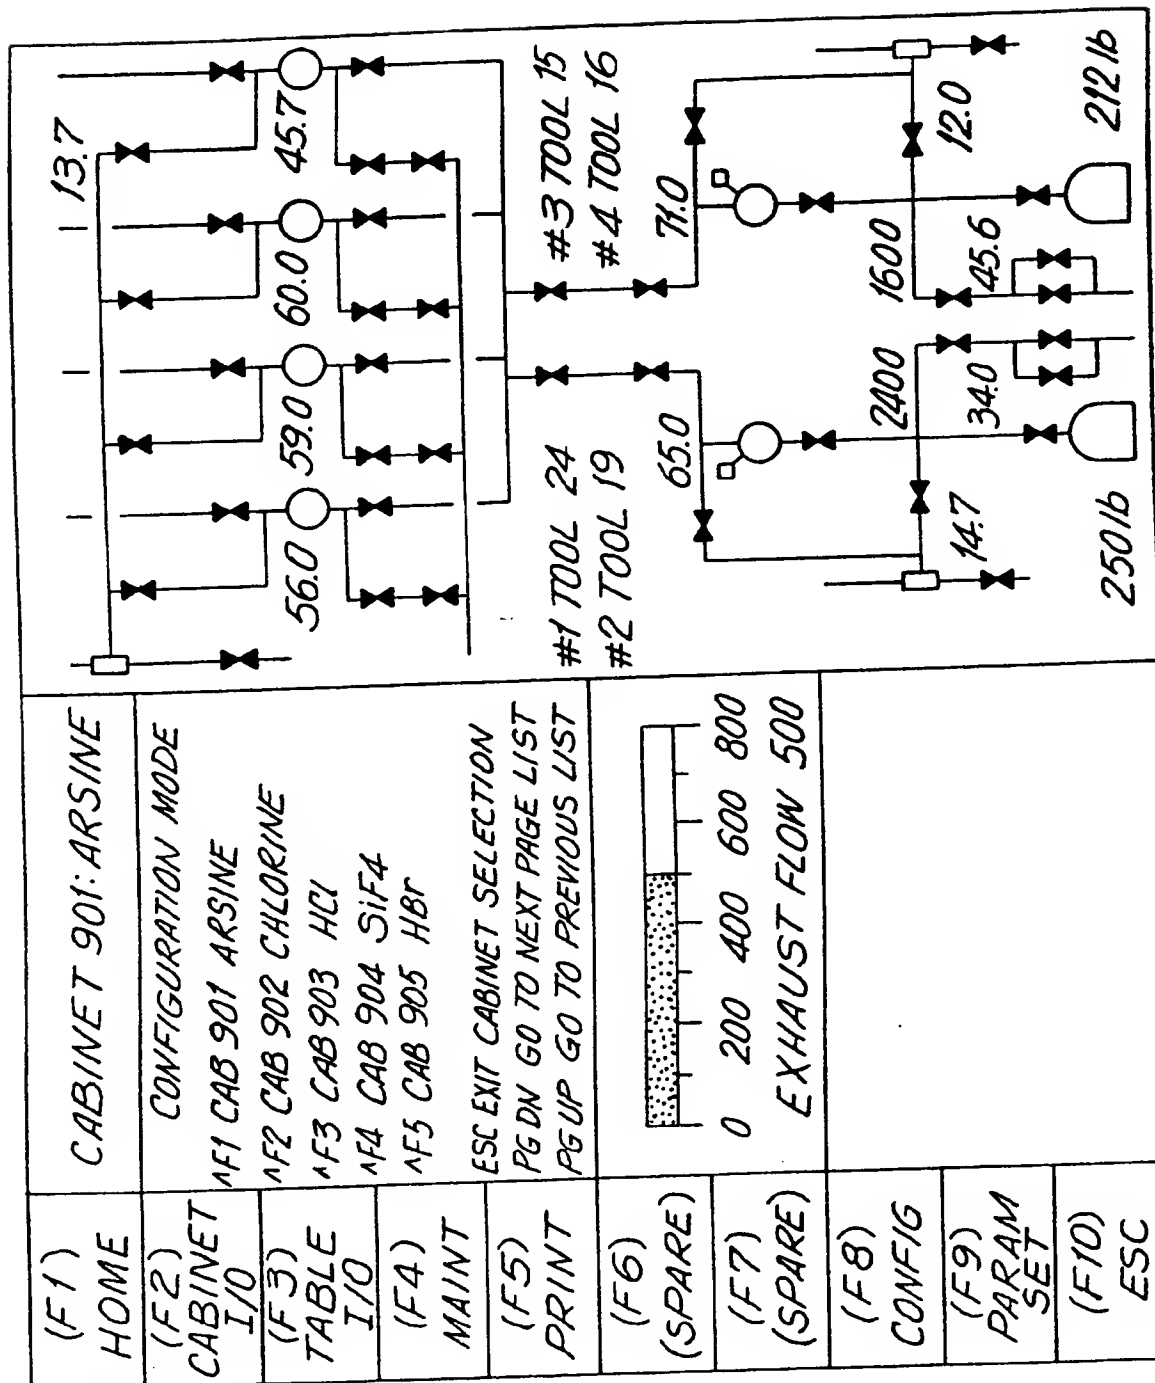 (F1)
HOME
(F2)
CABINET
I/O
(F3)
TABLE
I/O
(F4)
MAINT
(F5)
PRINT
(F6)
(SPARE)
(F7)
(SPARE)
(F8)
CONFIG
(F9)
PARAM
SET
(F10)
ESC
CABINET 901: ARSINE
CONFIGURATION MODE
^F1 CAB 901 ARSINE
^F2 CAB 902 CHLORINE
^F3 CAB 903 HCl
^F4 CAB 904 SiF4
^F5 CAB 905 HBr
ESC EXIT CABINET SELECTION
PG DN GO TO NEXT PAGE LIST
PG UP GO TO PREVIOUS LIST
0 200 400 600 800
EXHAUST FLOW 500
13.7
56.0 59.0 60.0 45.7
#1 TOOL 24
#2 TOOL 19
#3 TOOL 15
#4 TOOL 16
65.0 71.0
2400 1600
14.7 34.0 45.6 12.0
250 lb 212 lb